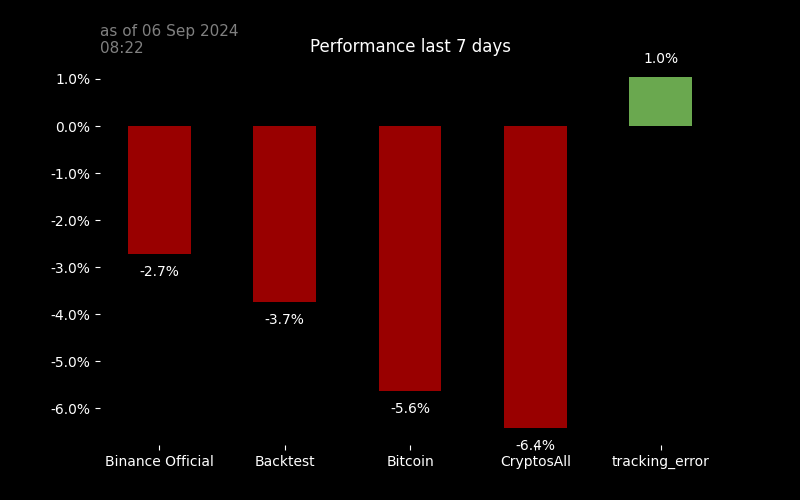 as of 06 Sep 2024
08:22
Performance last 7 days
1.0%
1.0%
0.0%
-1.0%
-2.0%
-3.0%
-4.0%
-5.0%
-6.0%
-2.7%
-3.7%
-5.6%
-6.4%
Binance Official
Backtest
Bitcoin
CryptosAll
tracking_error